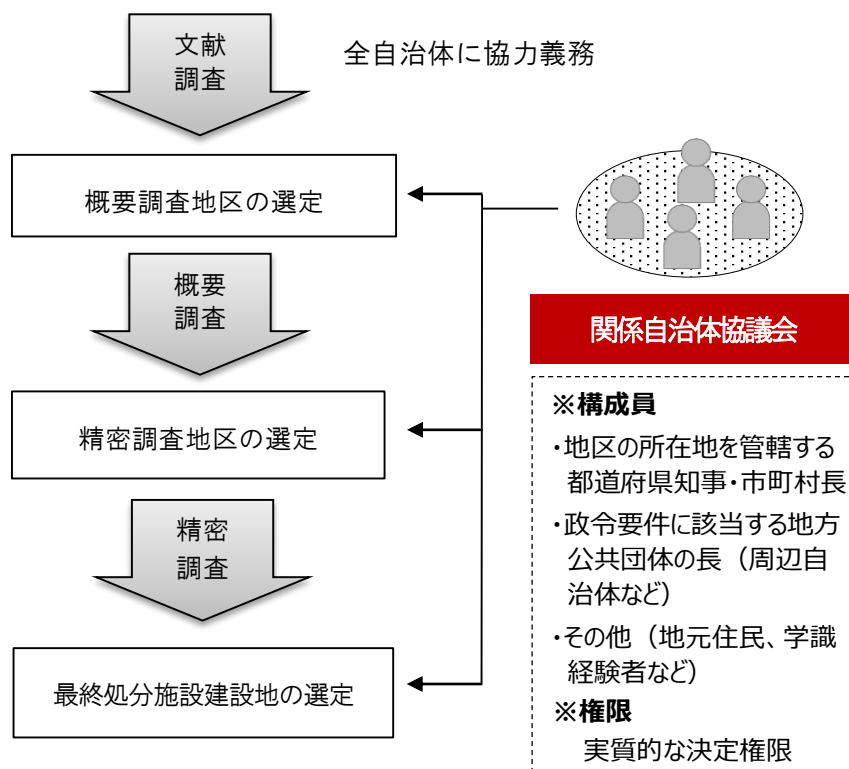 文献
調査
全自治体に協力義務
概要調査地区の選定
概要
調査
精密調査地区の選定
精密
調査
最終処分施設建設地の選定
関係自治体協議会
※構成員
・地区の所在地を管轄する
都道府県知事・市町村長
・政令要件に該当する地方
公共団体の長（周辺自
治体など）
・その他（地元住民、学識
経験者など）
※権限
実質的な決定権限